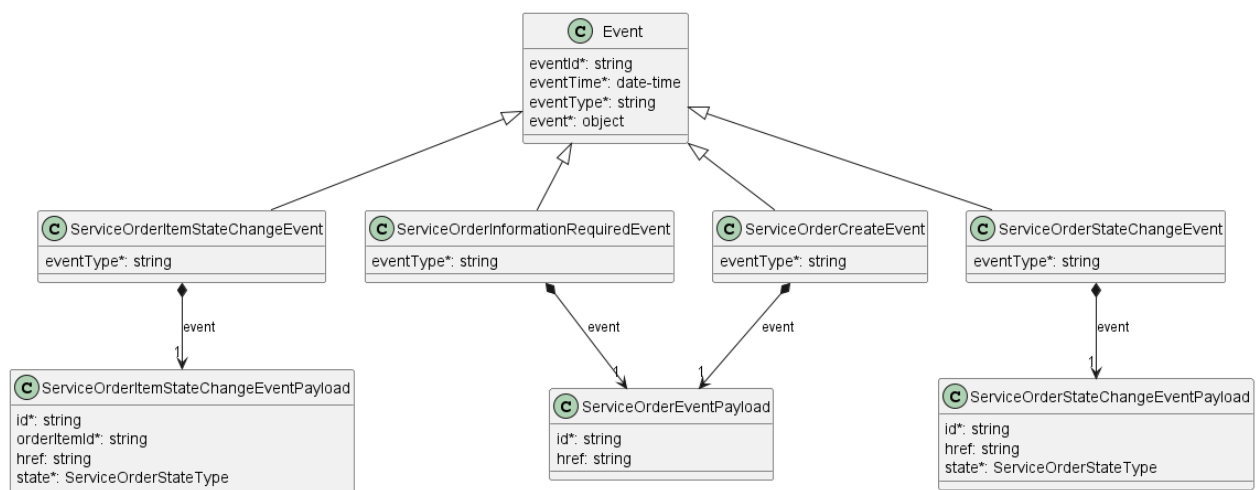 C Event
eventId*: string
eventTime*: date-time
eventType*: string
event*: object
C ServiceOrderItemStateChangeEvent
eventType*: string
C ServiceOrderInformationRequiredEvent
eventType*: string
C ServiceOrderCreateEvent
eventType*: string
C ServiceOrderStateChangeEvent
eventType*: string
event
1
event
1
event
1
event
1
C ServiceOrderItemStateChangeEventPayload
id*: string
orderItemId*: string
href: string
state*: ServiceOrderStateType
C ServiceOrderEventPayload
id*: string
href: string
C ServiceOrderStateChangeEventPayload
id*: string
href: string
state*: ServiceOrderStateType